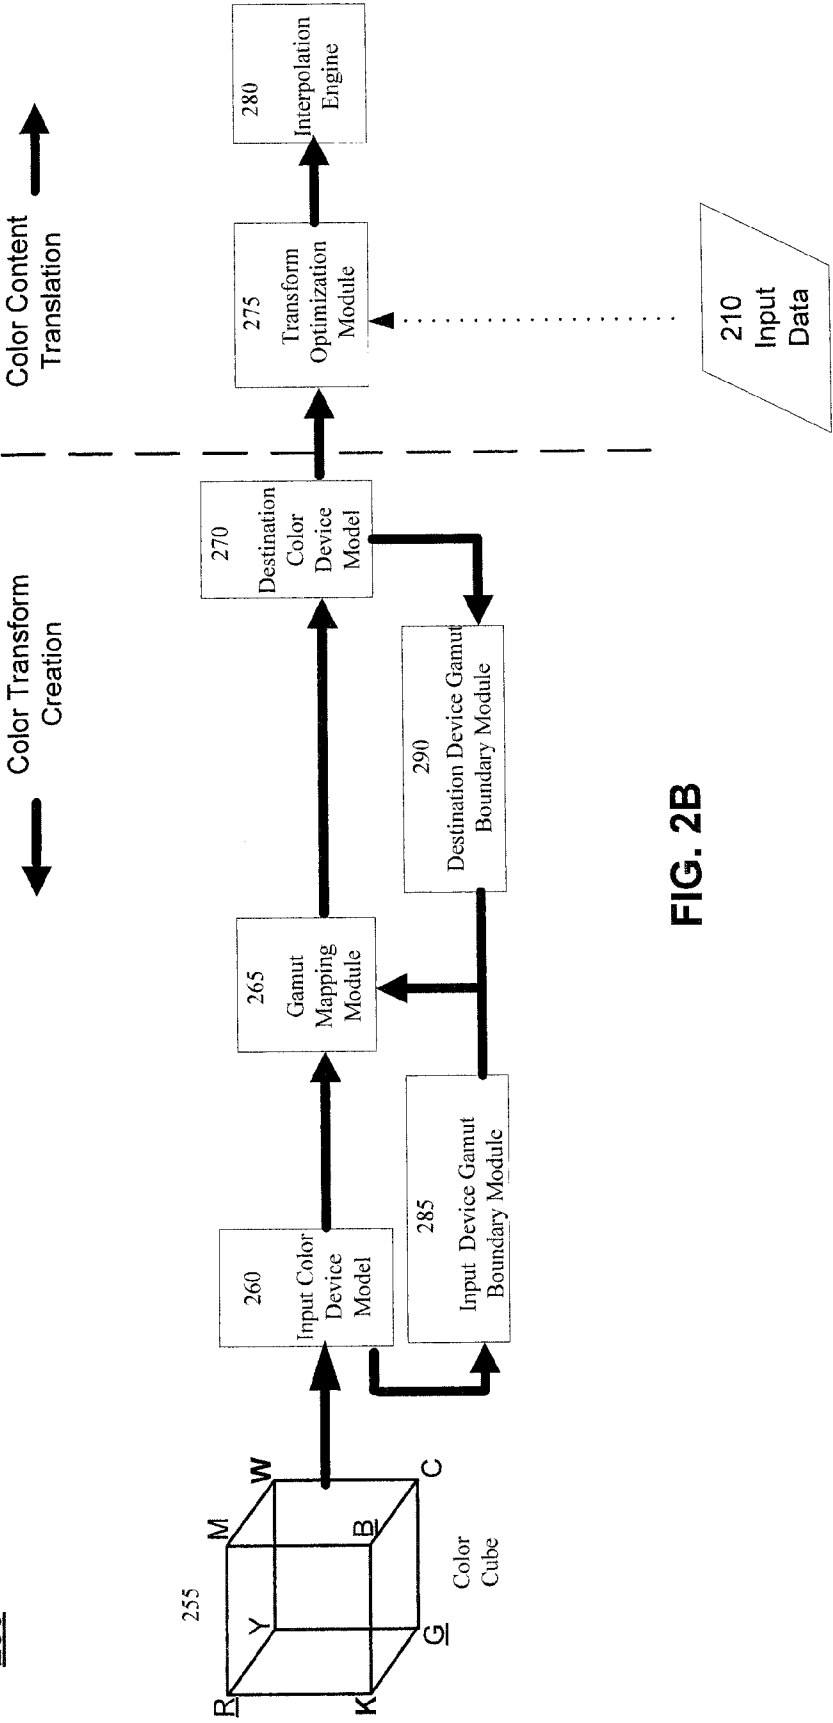 Color Transform
Creation
Color Content
Translation
255
R
M
W
Y
K
B
G
C
Color
Cube
260
Input Color
Device
Model
265
Gamut
Mapping
Module
270
Destination
Color
Device
Model
275
Transform
Optimization
Module
280
Interpolation
Engine
285
Input Device Gamut
Boundary Module
290
Destination Device Gamut
Boundary Module
210
Input
Data
FIG. 2B